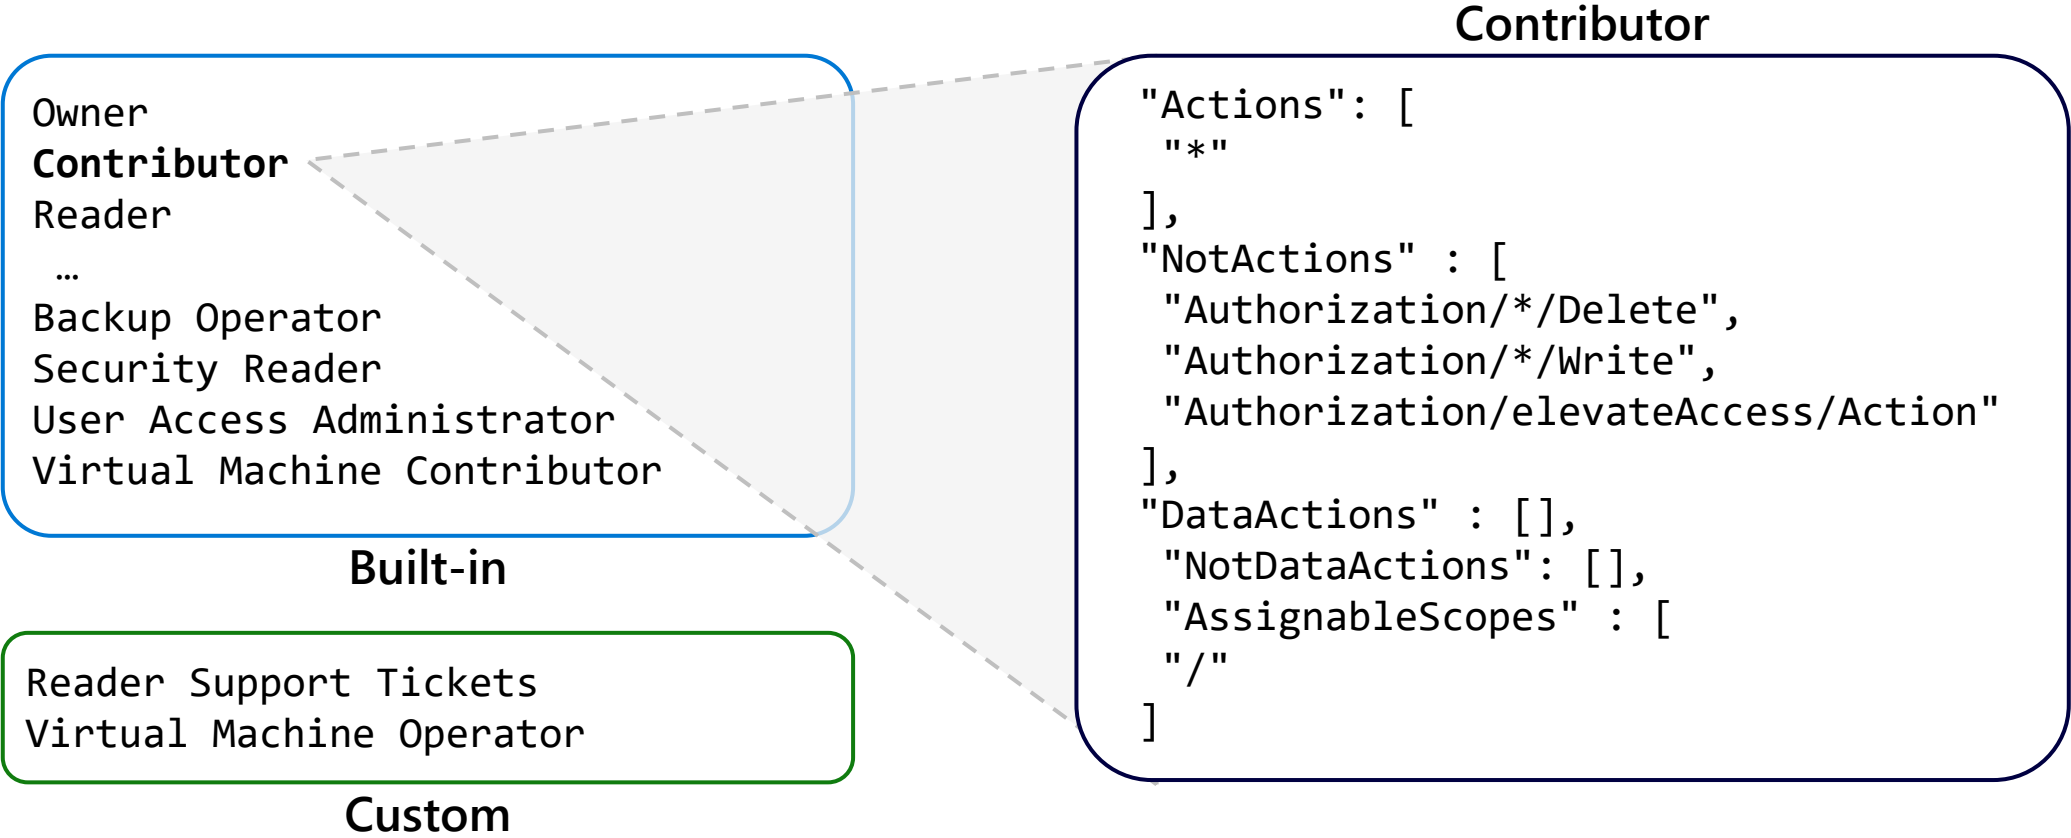 Owner
Contributor
Reader
…
Backup Operator
Security Reader
User Access Administrator
Virtual Machine Contributor
Built-in
Reader Support Tickets
Virtual Machine Operator
Custom
Contributor
"Actions": [
"*"
],
"NotActions" : [
"Authorization/*/Delete",
"Authorization/*/Write",
"Authorization/elevateAccess/Action"
],
"DataActions" : [],
"NotDataActions": [],
"AssignableScopes" : [
"/"
]